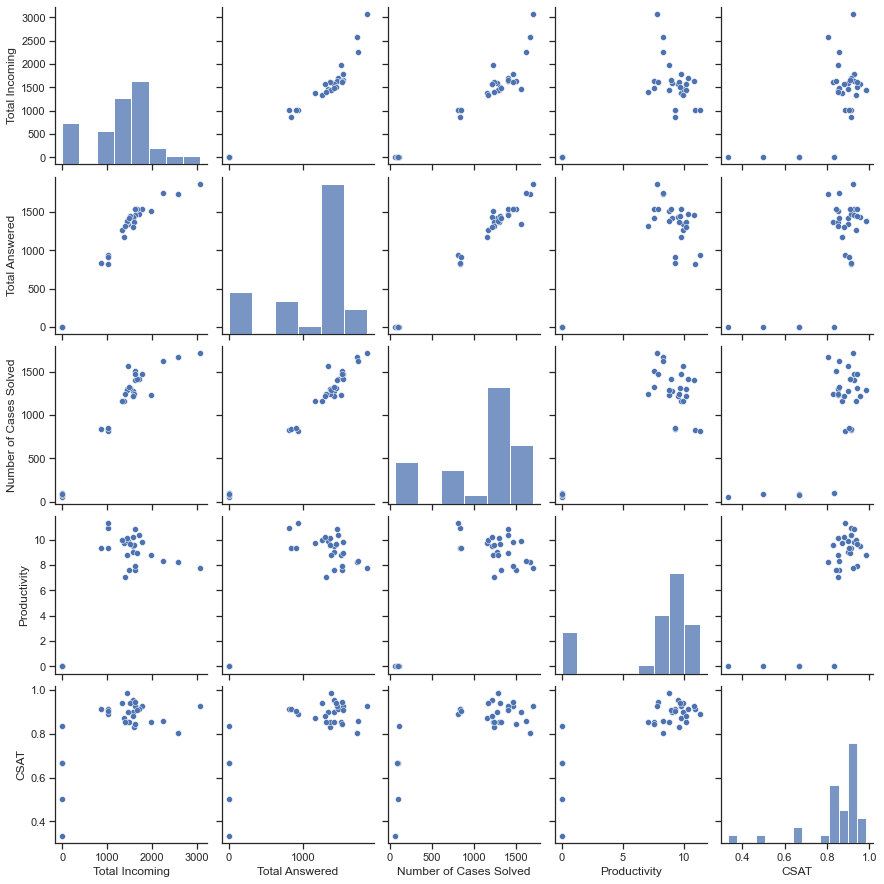 3000
2500
2000
1500
1000
500
0
Total Incoming
1500
1000
500
0
Total Answered
1500
1000
500
0
Number of Cases Solved
10
8
6
4
2
0
Productivity
1.0
0.8
0.6
0.4
CSAT
0 1000 2000 3000
Total Incoming
0 1000
Total Answered
0 500 1000 1500
Number of Cases Solved
0 5 10
Productivity
0.4 0.6 0.8 1.0
CSAT